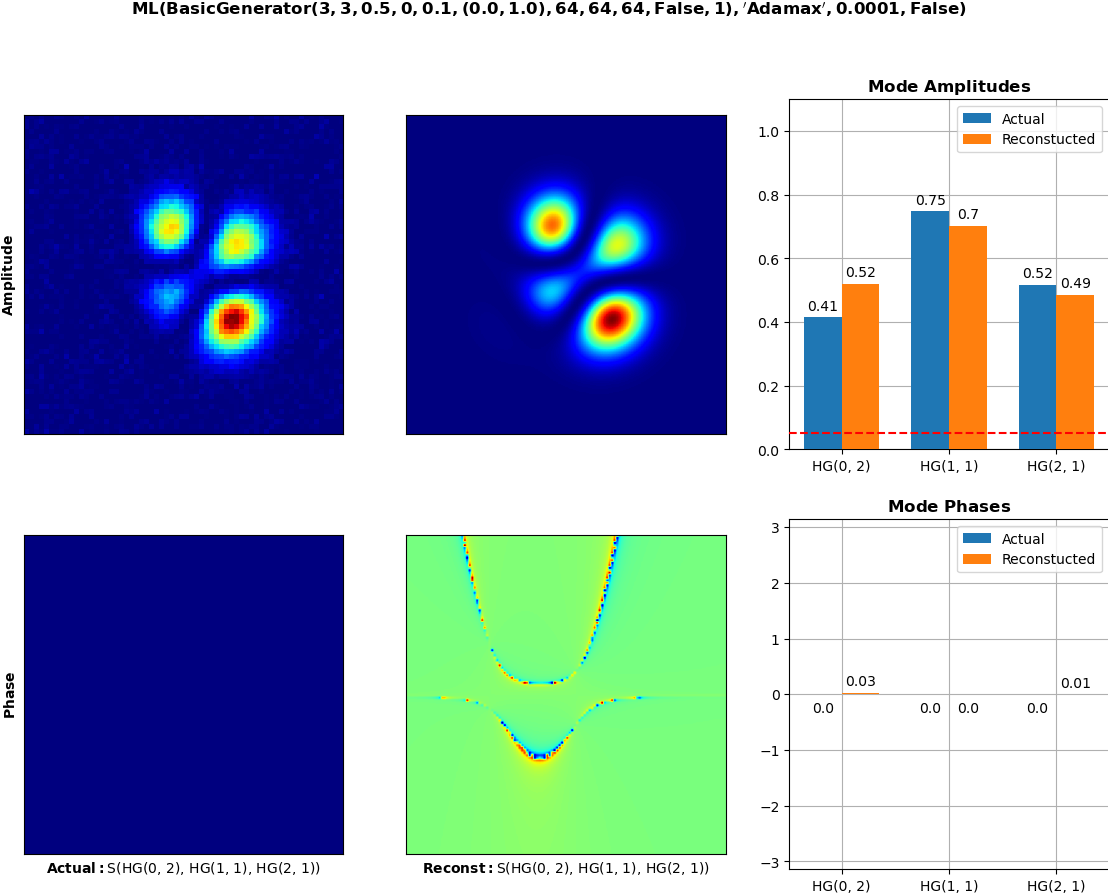 ML(BasicGenerator(3, 3, 0.5, 0, 0.1, (0.0, 1.0), 64, 64, 64, False, 1), ′Adamax′, 0.0001, False)
Amplitude
Mode Amplitudes
Actual
Reconstucted
1.0
0.8
0.6
0.4
0.2
0.0
0.41
0.52
0.75
0.7
0.52
0.49
HG(0, 2)
HG(1, 1)
HG(2, 1)
Phase
Actual: S(HG(0, 2), HG(1, 1), HG(2, 1))
Reconst: S(HG(0, 2), HG(1, 1), HG(2, 1))
Mode Phases
Actual
Reconstucted
3
2
1
0
−1
−2
−3
0.0
0.03
0.0
0.0
0.0
0.01
HG(0, 2)
HG(1, 1)
HG(2, 1)